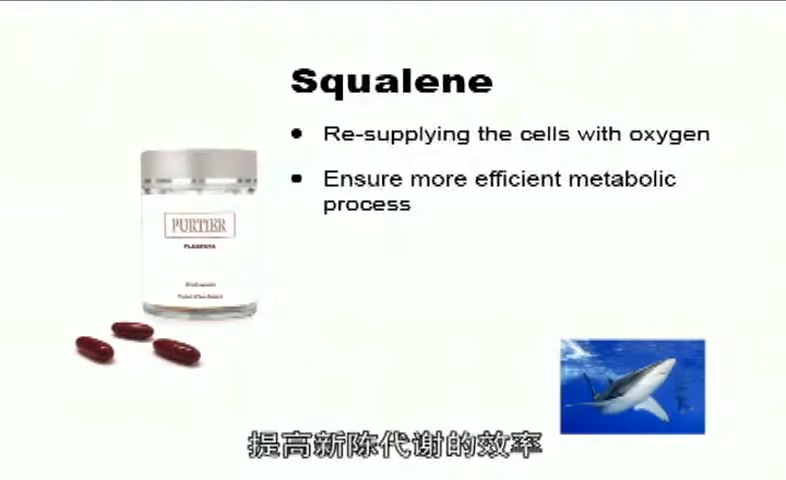 Squalene
Re-supplying the cells with oxygen
Ensure more efficient metabolic
process
PURTIER
PLACENTA
提高新陈代谢的效率